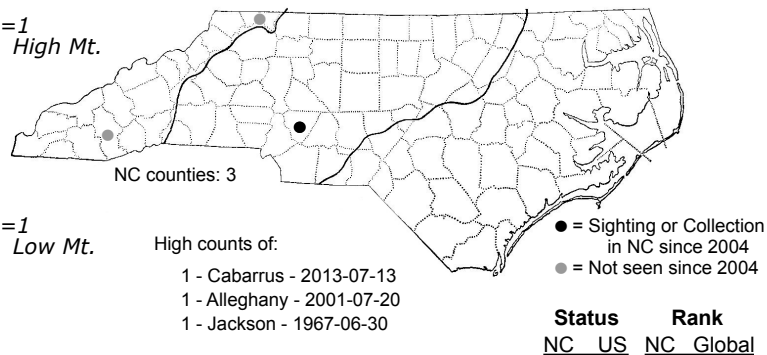 =1
High Mt.
NC counties: 3
=1
Low Mt.
High counts of:
1 - Cabarrus - 2013-07-13
1 - Alleghany - 2001-07-20
1 - Jackson - 1967-06-30
● = Sighting or Collection
in NC since 2004
● = Not seen since 2004
Status Rank
NC US NC Global